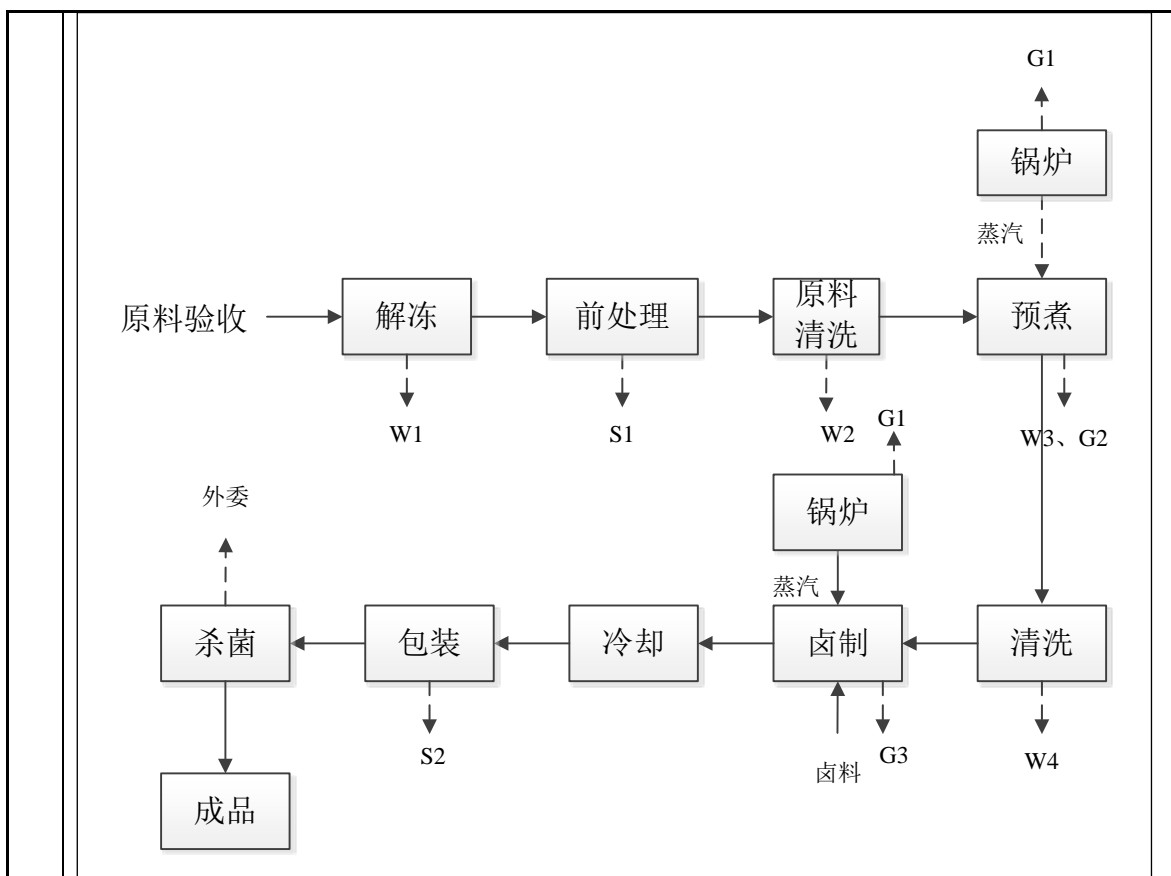 G1
锅炉
蒸汽
原料验收
解冻
前处理
原料
清洗
预煮
W1
S1
W2
G1
W3、G2
外委
锅炉
蒸汽
杀菌
包装
冷却
卤制
清洗
S2
卤料
G3
W4
成品